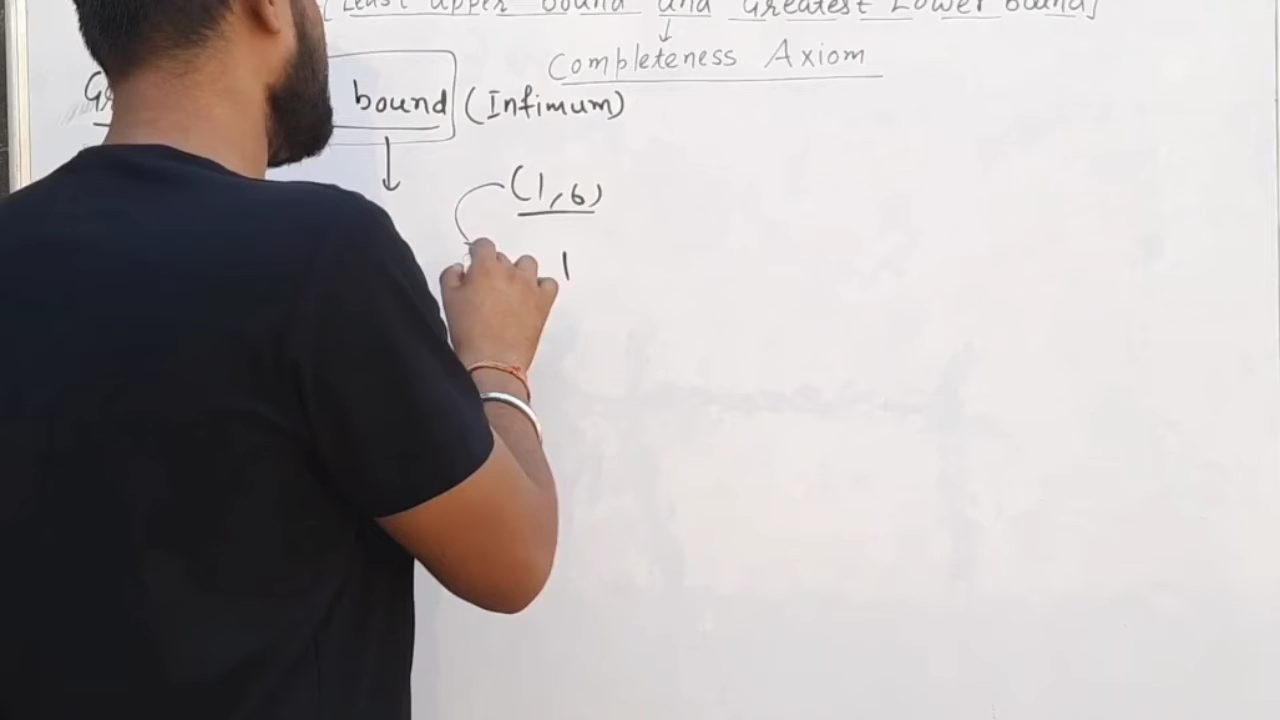 [Least upper bound and Greatest Lower bound]
Completeness Axiom
bound (Infimum)
(1,6)
1